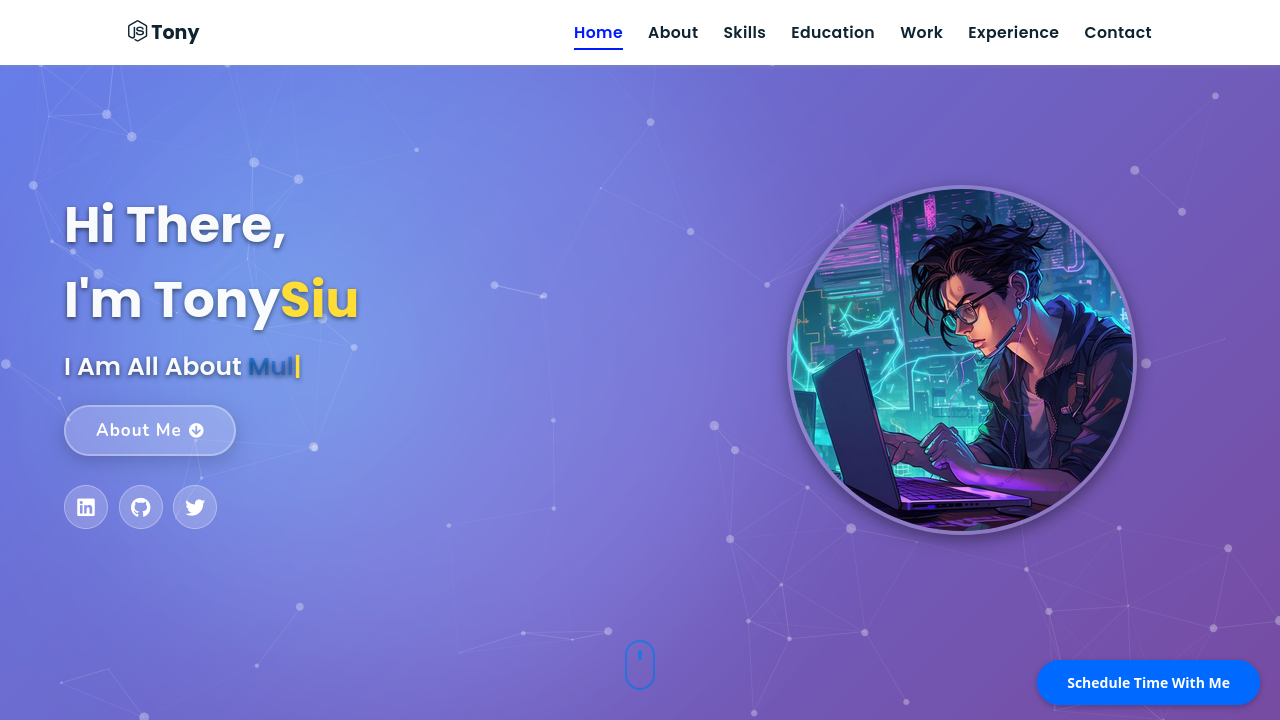 Tony
Home About Skills Education Work Experience Contact
Hi There,
I'm TonySiu
I Am All About Mul|
About Me
Schedule Time With Me